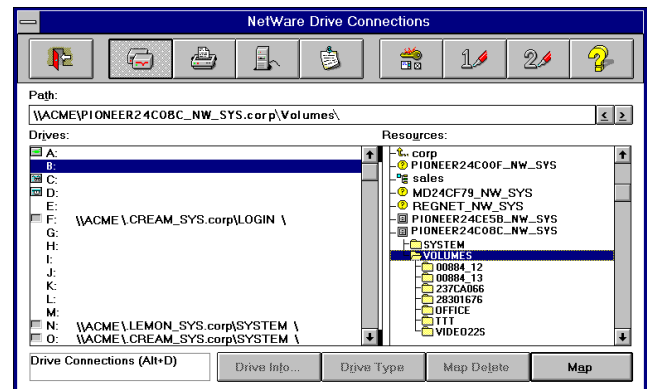 NetWare Drive Connections
1
2
?
Path:
\\ACME\PIONEER24C08C_NW_SYS.corp\Volumes\
Drives:
A:
B:
C:
D:
E:
F: \\ACME\.CREAM_SYS.corp\LOGIN \
G:
H:
I:
J:
K:
L:
M:
N: \\ACME\.LEMON_SYS.corp\SYSTEM \
O: \\ACME\.CREAM_SYS.corp\SYSTEM \
Resources:
corp
PIONEER24C00F_NW_SYS
sales
MD24CF79_NW_SYS
REGNET_NW_SYS
PIONEER24CE5B_NW_SYS
PIONEER24C08C_NW_SYS
SYSTEM
VOLUMES
00884_12
00884_13
237CA066
28301676
OFFICE
TTT
VIDEO22S
Drive Connections (Alt+D)
Drive Info...
Drive Type
Map Delete
Map